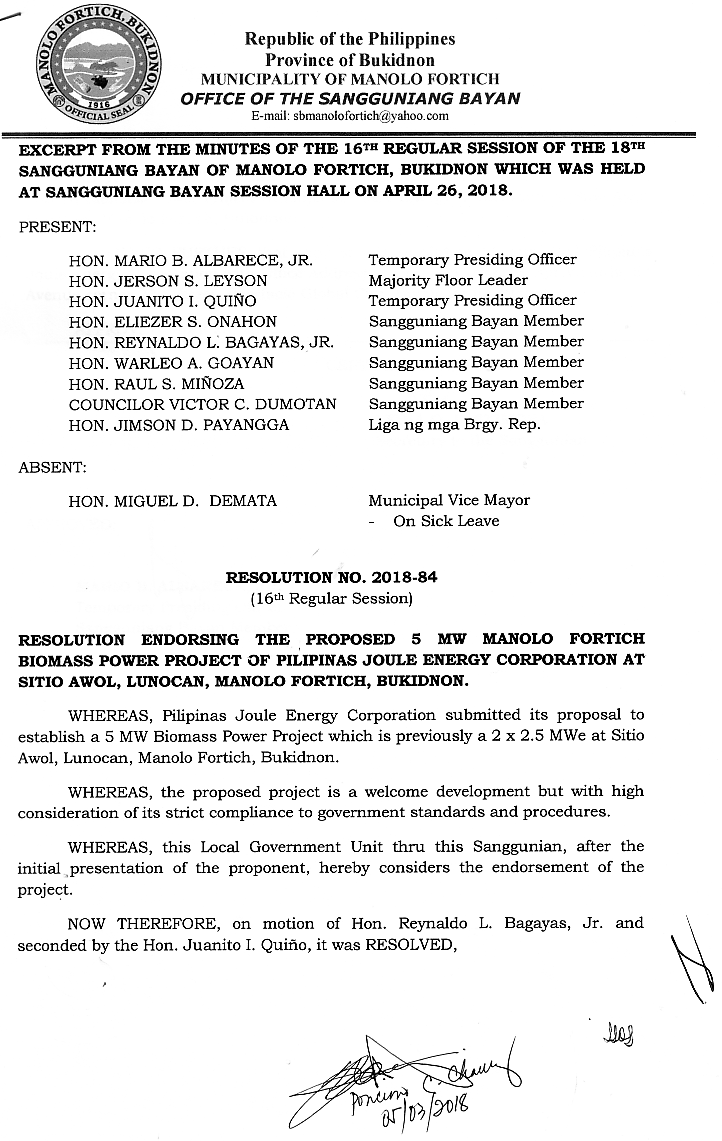 MANOLO FORTICH, BUKIDNON
1916
OFFICIAL SEAL
Republic of the Philippines
Province of Bukidnon
MUNICIPALITY OF MANOLO FORTICH
OFFICE OF THE SANGGUNIANG BAYAN
E-mail: sbmanolofortich@yahoo.com
EXCERPT FROM THE MINUTES OF THE 16TH REGULAR SESSION OF THE 18TH
SANGGUNIANG BAYAN OF MANOLO FORTICH, BUKIDNON WHICH WAS HELD
AT SANGGUNIANG BAYAN SESSION HALL ON APRIL 26, 2018.
PRESENT:
HON. MARIO B. ALBARECE, JR. Temporary Presiding Officer
HON. JERSON S. LEYSON Majority Floor Leader
HON. JUANITO I. QUIÑO Temporary Presiding Officer
HON. ELIEZER S. ONAHON Sangguniang Bayan Member
HON. REYNALDO L. BAGAYAS, JR. Sangguniang Bayan Member
HON. WARLEO A. GOAYAN Sangguniang Bayan Member
HON. RAUL S. MIÑOZA Sangguniang Bayan Member
COUNCILOR VICTOR C. DUMOTAN Sangguniang Bayan Member
HON. JIMSON D. PAYANGGA Liga ng mga Brgy. Rep.
ABSENT:
HON. MIGUEL D. DEMATA Municipal Vice Mayor
- On Sick Leave
RESOLUTION NO. 2018-84
(16th Regular Session)
RESOLUTION ENDORSING THE PROPOSED 5 MW MANOLO FORTICH
BIOMASS POWER PROJECT OF PILIPINAS JOULE ENERGY CORPORATION AT
SITIO AWOL, LUNOCAN, MANOLO FORTICH, BUKIDNON.
WHEREAS, Pilipinas Joule Energy Corporation submitted its proposal to
establish a 5 MW Biomass Power Project which is previously a 2 x 2.5 MWe at Sitio
Awol, Lunocan, Manolo Fortich, Bukidnon.
WHEREAS, the proposed project is a welcome development but with high
consideration of its strict compliance to government standards and procedures.
WHEREAS, this Local Government Unit thru this Sanggunian, after the
initial presentation of the proponent, hereby considers the endorsement of the
project.
NOW THEREFORE, on motion of Hon. Reynaldo L. Bagayas, Jr. and
seconded by the Hon. Juanito I. Quiño, it was RESOLVED,
05/03/2018